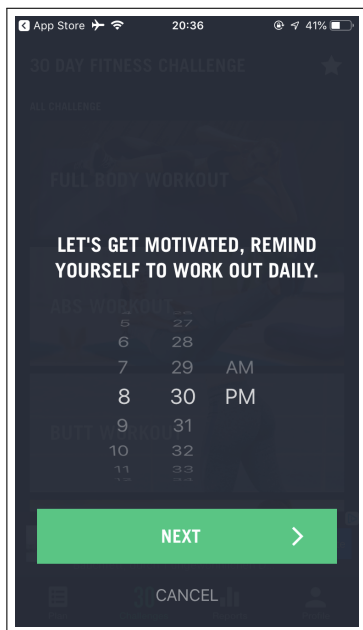 App Store 20:36 41%
30 DAY FITNESS CHALLENGE
ALL CHALLENGE
FULL BODY WORKOUT
LET'S GET MOTIVATED, REMIND
YOURSELF TO WORK OUT DAILY.
ABS WORKOUT
5 27
6 28
7 29 AM
8 30 PM
9 31
BUTT WORKOUT
10 32
11 33
NEXT
30
CANCEL